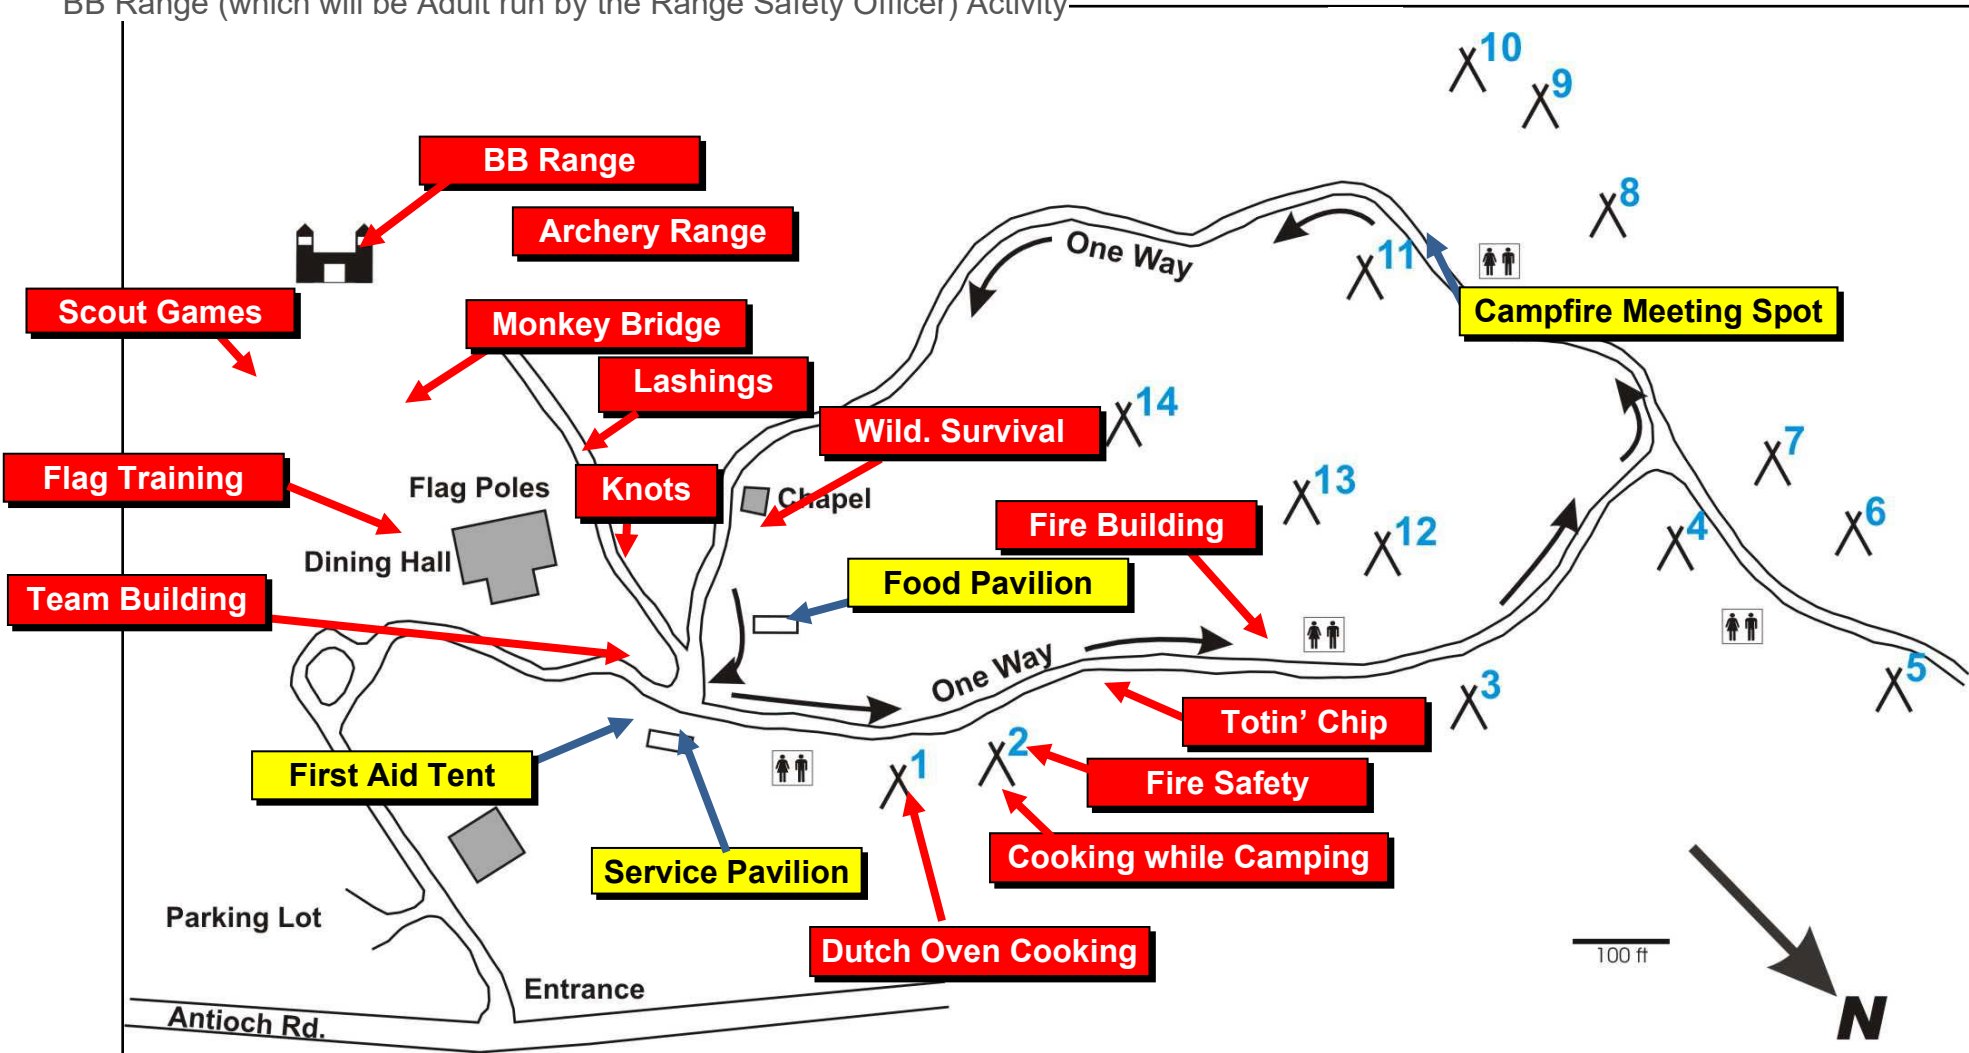 BB Range (which will be Adult run by the Range Safety Officer) Activity
10
9
BB Range
8
Archery Range
One Way
11
Scout Games
Monkey Bridge
Campfire Meeting Spot
Lashings
14
Wild. Survival
7
Flag Training
Flag Poles
Knots
Chapel
13
Fire Building
6
12
4
Dining Hall
Food Pavilion
Team Building
One Way
5
3
Totin’ Chip
2
1
First Aid Tent
Fire Safety
Cooking while Camping
Service Pavilion
Parking Lot
Dutch Oven Cooking
100 ft
Entrance
Antioch Rd.
N